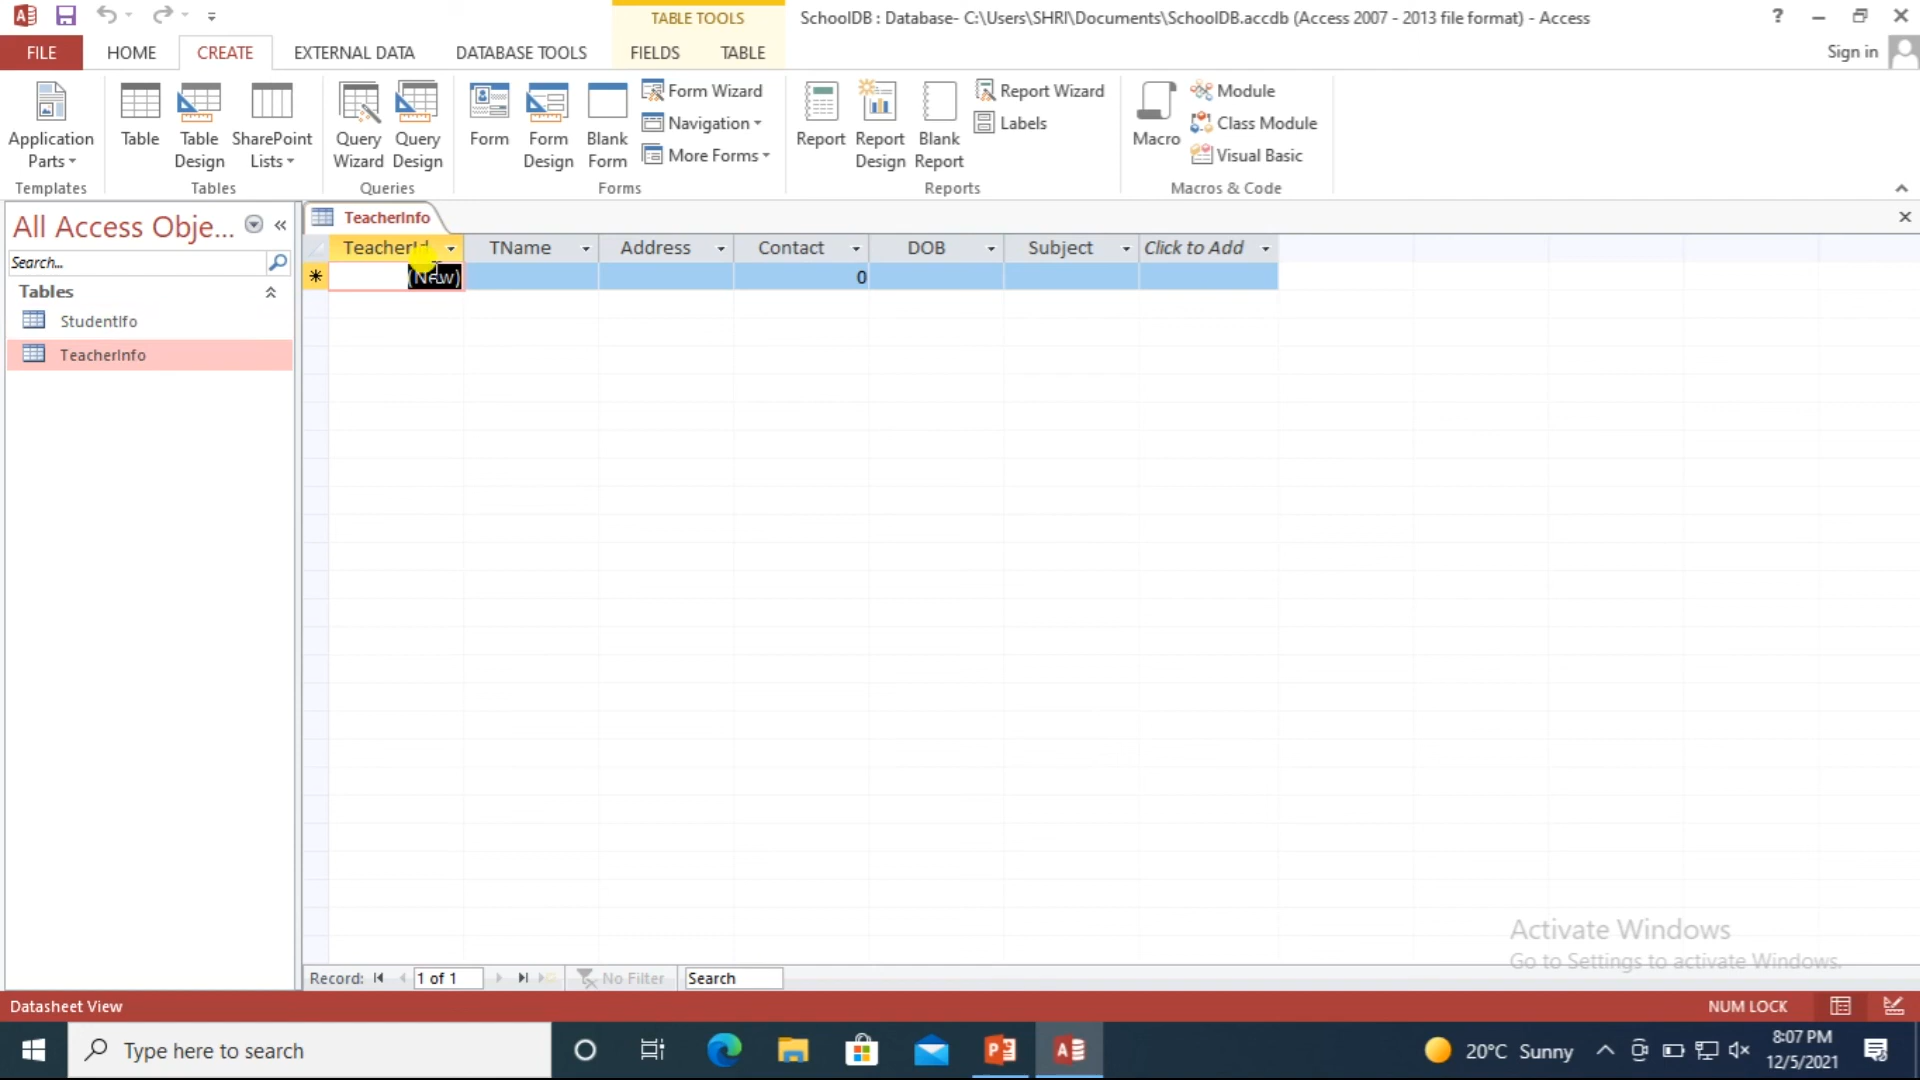 SchoolDB : Database- C:\Users\SHRI\Documents\SchoolDB.accdb (Access 2007 - 2013 file format) - Access
TABLE TOOLS
FILE HOME CREATE EXTERNAL DATA DATABASE TOOLS FIELDS TABLE Sign in
Application Parts
Table
Table Design
SharePoint Lists
Query Wizard
Query Design
Form
Form Design
Blank Form
Form Wizard
Navigation
More Forms
Report
Report Design
Blank Report
Report Wizard
Labels
Macro
Module
Class Module
Visual Basic
Templates Tables Queries Forms Reports Macros & Code
All Access Obje...
Search...
Tables
StudentIfo
TeacherInfo
TeacherInfo
TeacherId TName Address Contact DOB Subject Click to Add
(New) 0
Activate Windows
Go to Settings to activate Windows.
Record: 1 of 1 No Filter Search
Datasheet View NUM LOCK
Type here to search
20°C Sunny
8:07 PM
12/5/2021